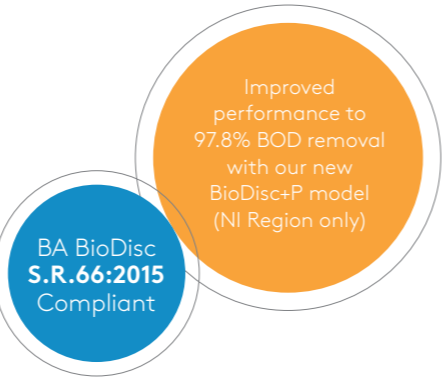 Improved
performance to
97.8% BOD removal
with our new
BioDisc+P model
(NI Region only)
BA BioDisc
S.R.66:2015
Compliant